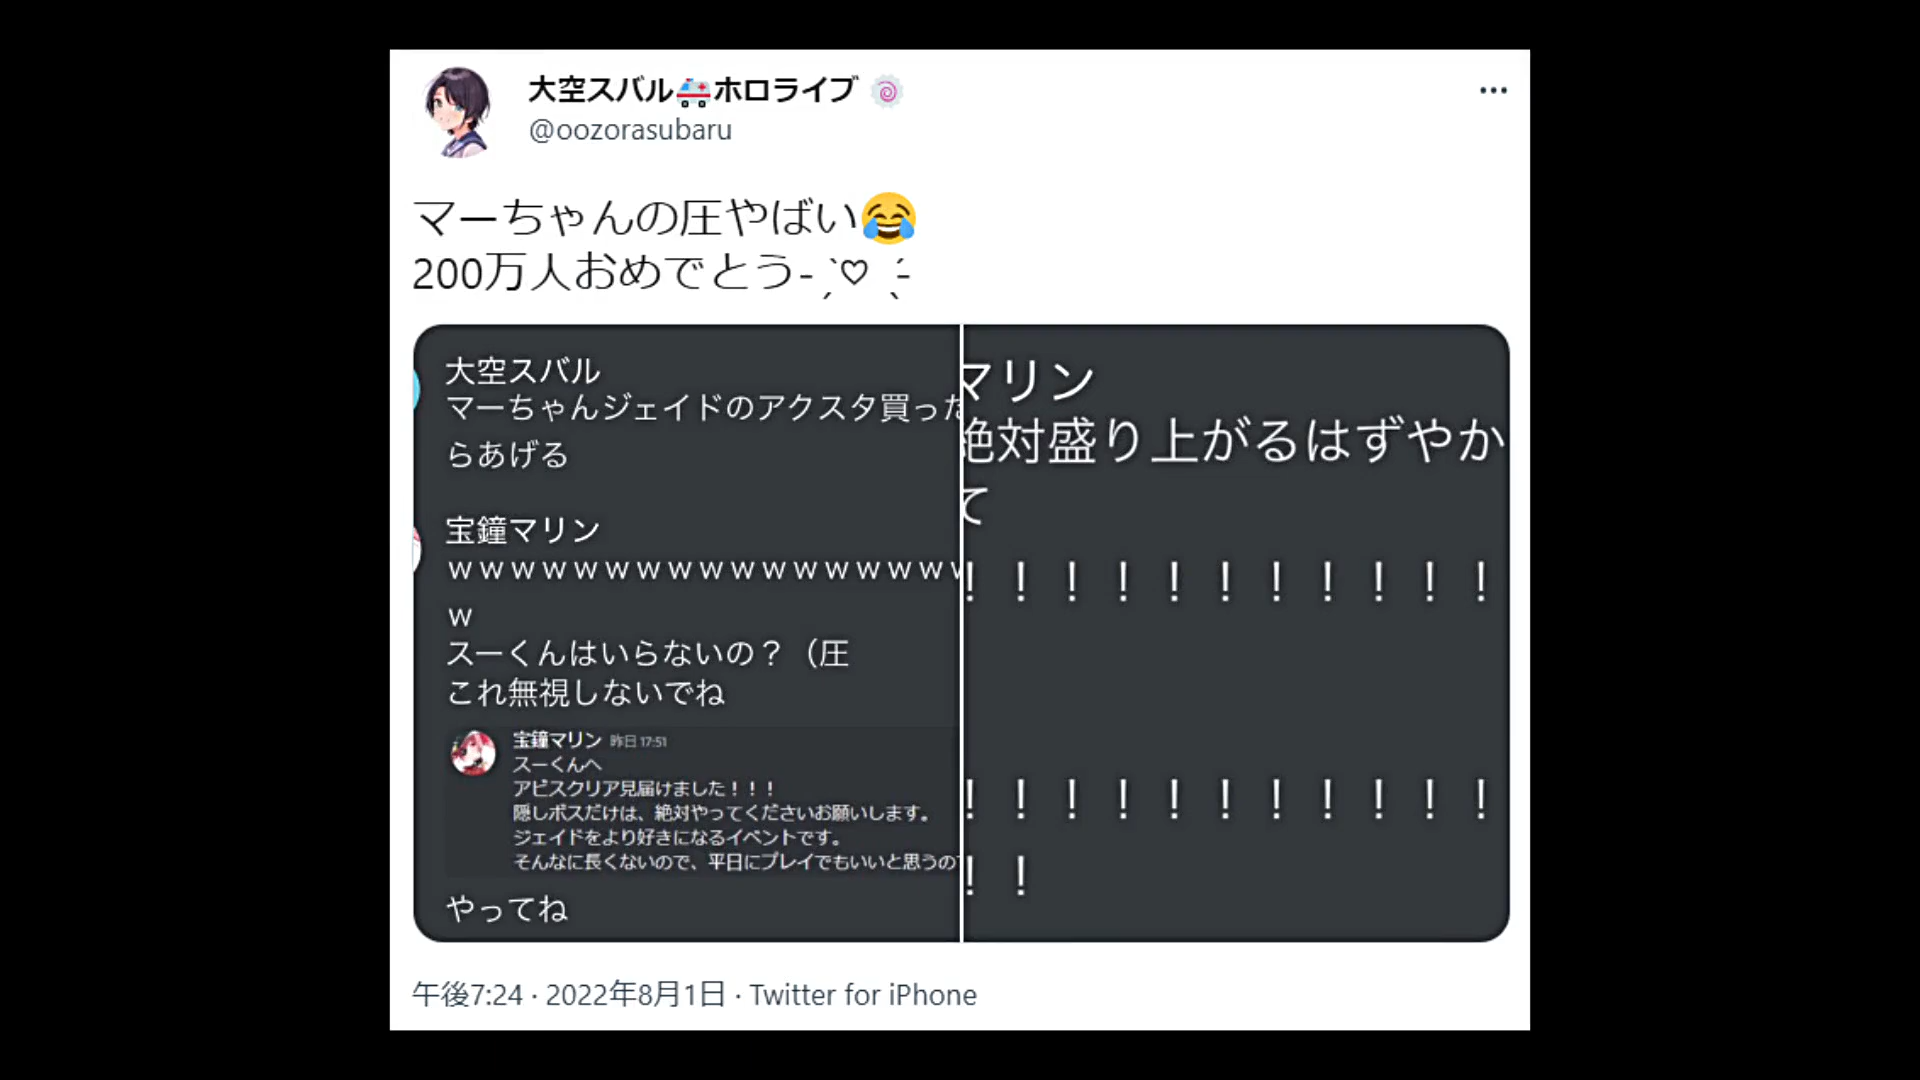 大空スバル🚑ホロライブ🍥
@oozorasubaru
マーちゃんの圧やばい😂
200万人おめでとう- ̗̀♡ ̖́-
大空スバル
マーちゃんジェイドのアクスタ買った
らあげる
宝鐘マリン
ｗｗｗｗｗｗｗｗｗｗｗｗｗｗｗｗｗ
ｗ
スーくんはいらないの？（圧
これ無視しないでね
宝鐘マリン 昨日 17:51
スーくんへ
アビスクリア見届けました！！！
隠しボスだけは、絶対やってくださいお願いします。
ジェイドをより好きになるイベントです。
そんなに長くないので、平日にプレイでもいいと思うので
やってね
マリン
絶対盛り上がるはずやか
て
！！！！！！！！！！！
！！！！！！！！！！！
！！
午後7:24 · 2022年8月1日 · Twitter for iPhone